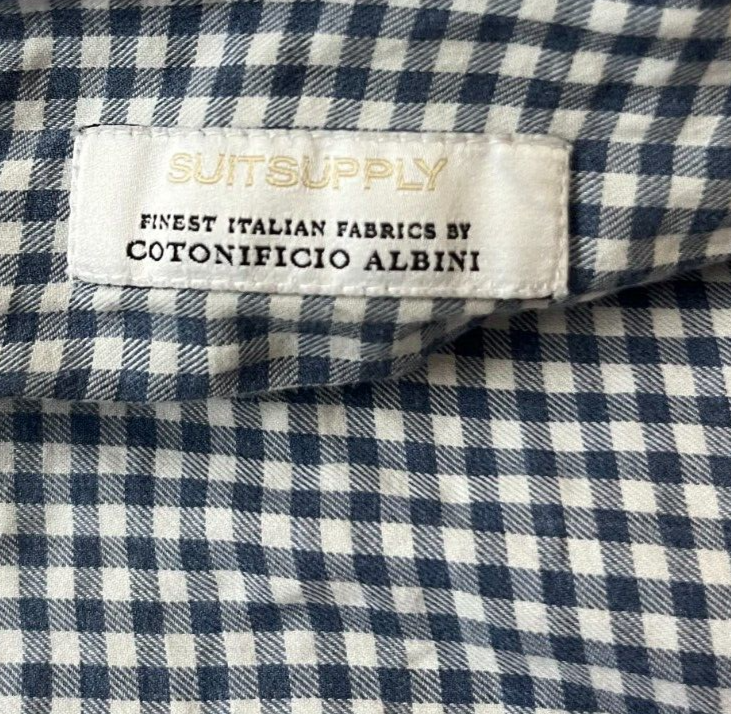 SUITSUPPLY
FINEST ITALIAN FABRICS BY
COTONIFICIO ALBINI